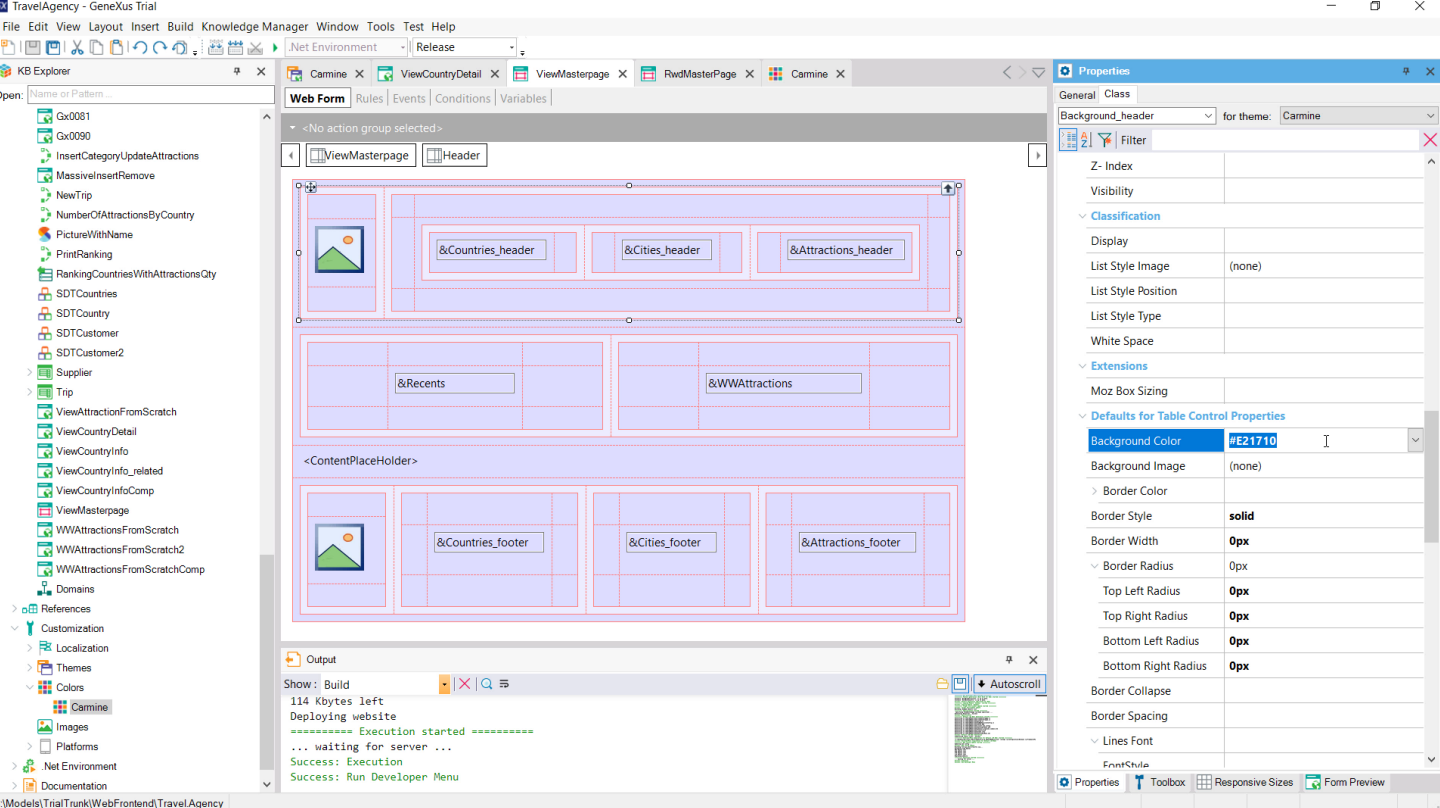 TravelAgency - GeneXus Trial
File Edit View Layout Insert Build Knowledge Manager Window Tools Test Help
.Net Environment Release
KB Explorer
Open: Name or Pattern ...
Gx0081
Gx0090
InsertCategoryUpdateAttractions
MassiveInsertRemove
NewTrip
NumberOfAttractionsByCountry
PictureWithName
PrintRanking
RankingCountriesWithAttractionsQty
SDTCountries
SDTCountry
SDTCustomer
SDTCustomer2
Supplier
Trip
ViewAttractionFromScratch
ViewCountryDetail
ViewCountryInfo
ViewCountryInfo_related
ViewCountryInfoComp
ViewMasterpage
WWAttractionsFromScratch
WWAttractionsFromScratch2
WWAttractionsFromScratchComp
Domains
References
Customization
Localization
Themes
Colors
Carmine
Images
Platforms
.Net Environment
Documentation
Carmine ViewCountryDetail ViewMasterpage RwdMasterPage Carmine
Web Form Rules Events Conditions Variables
<No action group selected>
ViewMasterpage Header
&Countries_header &Cities_header &Attractions_header
&Recents &WWAttractions
<ContentPlaceHolder>
&Countries_footer &Cities_footer &Attractions_footer
Output
Show : Build Autoscroll
114 Kbytes left
Deploying website
========== Execution started ==========
... waiting for server ...
Success: Execution
Success: Run Developer Menu
Properties
General Class
Background_header for theme: Carmine
Filter
Z- Index
Visibility
Classification
Display
List Style Image (none)
List Style Position
List Style Type
White Space
Extensions
Moz Box Sizing
Defaults for Table Control Properties
Background Color #E21710
Background Image (none)
Border Color
Border Style solid
Border Width 0px
Border Radius 0px
Top Left Radius 0px
Top Right Radius 0px
Bottom Left Radius 0px
Bottom Right Radius 0px
Border Collapse
Border Spacing
Lines Font
FontStyle
Properties Toolbox Responsive Sizes Form Preview
:\Models\TrialTrunk\WebFrontend\Travel.Agency